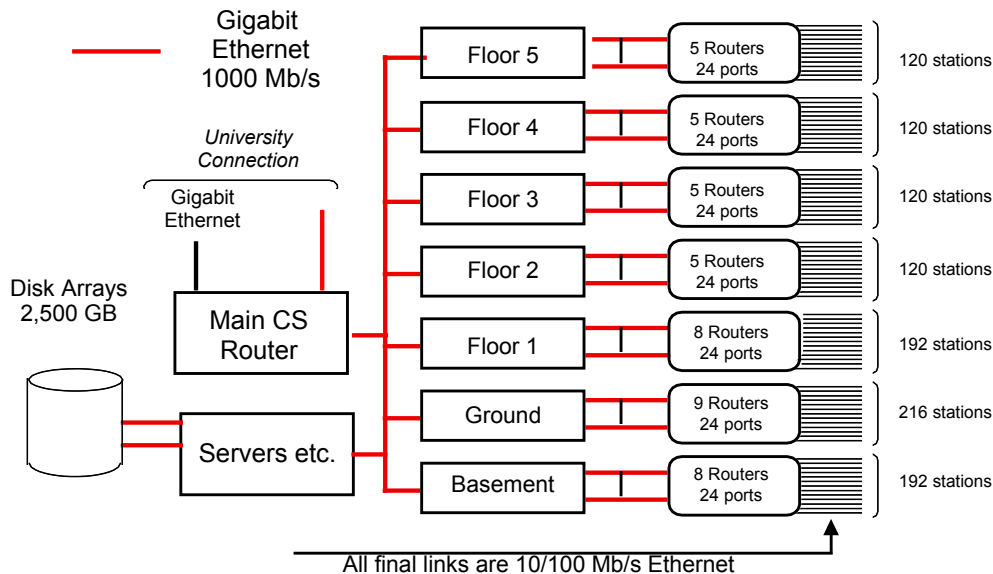 Gigabit
Ethernet
1000 Mb/s
University
Connection
Gigabit
Ethernet
Disk Arrays
2,500 GB
Main CS
Router
Servers etc.
Floor 5
5 Routers
24 ports
120 stations
Floor 4
5 Routers
24 ports
120 stations
Floor 3
5 Routers
24 ports
120 stations
Floor 2
5 Routers
24 ports
120 stations
Floor 1
8 Routers
24 ports
192 stations
Ground
9 Routers
24 ports
216 stations
Basement
8 Routers
24 ports
192 stations
All final links are 10/100 Mb/s Ethernet